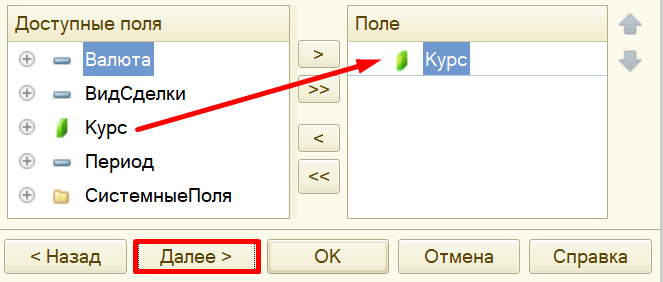 Доступные поля
Валюта
ВидСделки
Курс
Период
СистемныеПоля
>
>>
<
<<
Поле
Курс
< Назад
Далее >
OK
Отмена
Справка